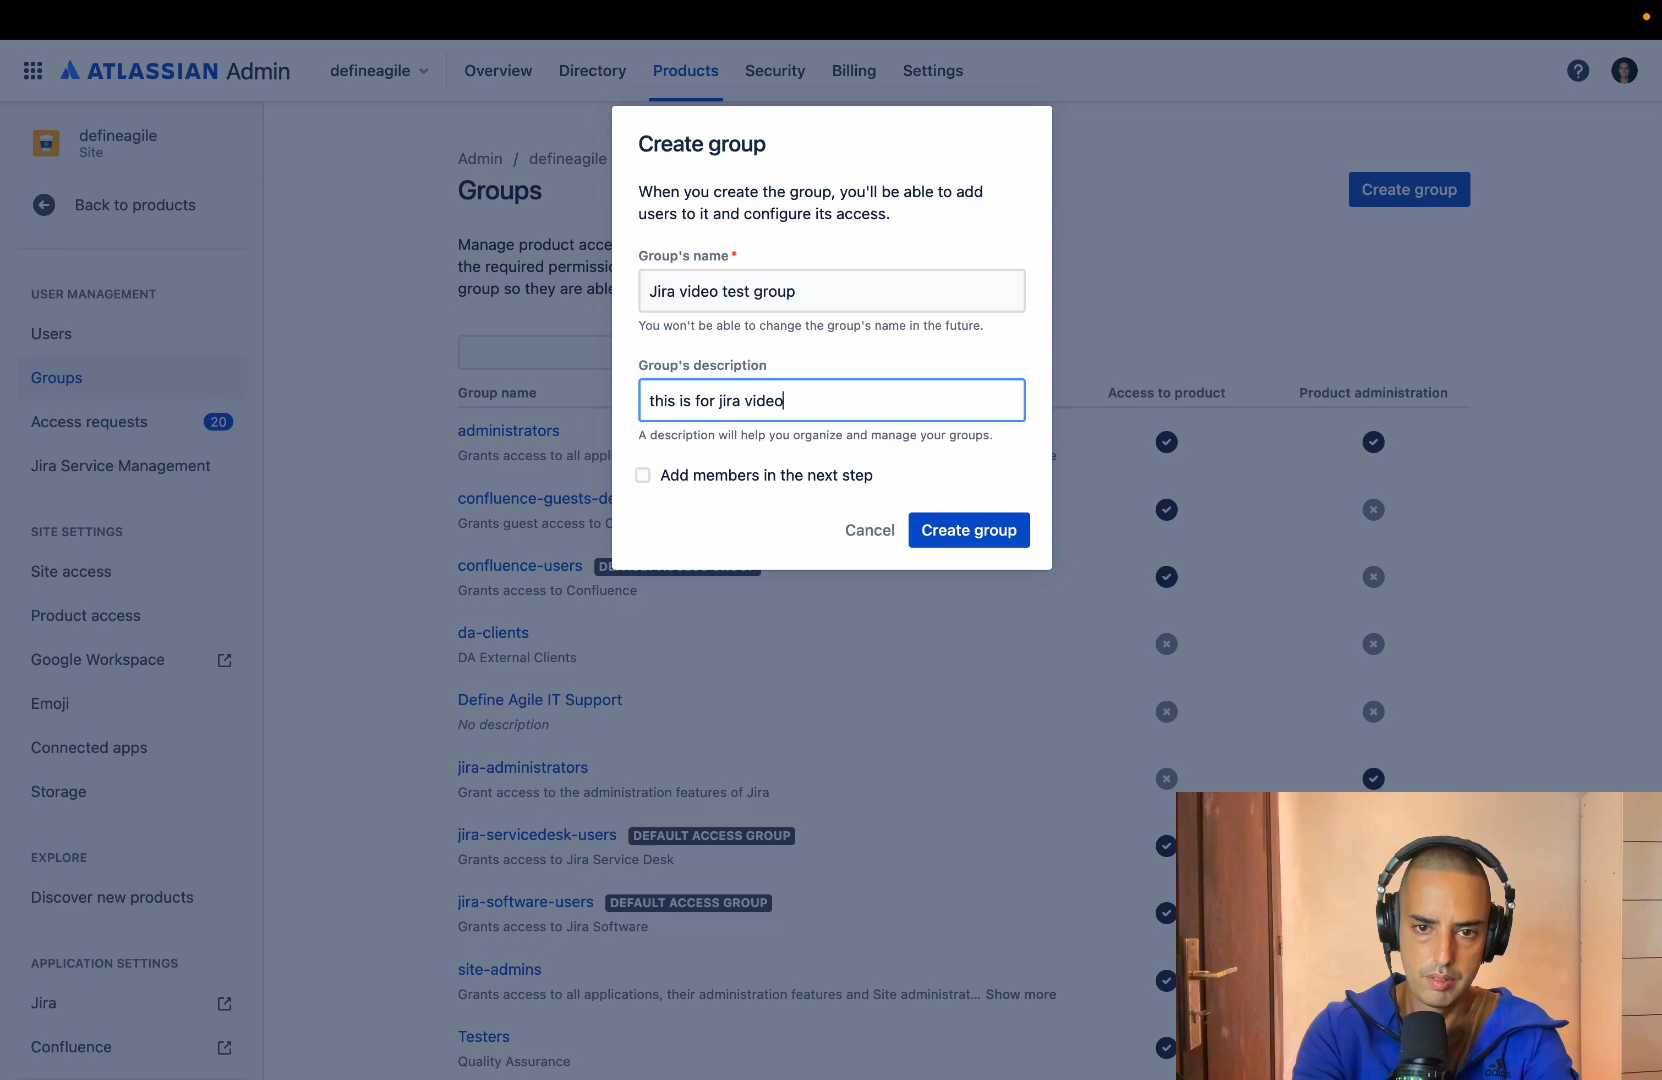 ATLASSIAN Admin
defineagile
Overview
Directory
Products
Security
Billing
Settings
defineagile
Site
Back to products
USER MANAGEMENT
Users
Groups
Access requests 20
Jira Service Management
SITE SETTINGS
Site access
Product access
Google Workspace
Emoji
Connected apps
Storage
EXPLORE
Discover new products
APPLICATION SETTINGS
Jira
Confluence
Admin / defineagile
Groups
Create group
Manage product acce
the required permissi
group so they are able
Group name
Access to product
Product administration
administrators
Grants access to all appl
confluence-guests-de
Grants guest access to C
confluence-users
Grants access to Confluence
da-clients
DA External Clients
Define Agile IT Support
No description
jira-administrators
Grant access to the administration features of Jira
jira-servicedesk-users DEFAULT ACCESS GROUP
Grants access to Jira Service Desk
jira-software-users DEFAULT ACCESS GROUP
Grants access to Jira Software
site-admins
Grants access to all applications, their administration features and Site administrat... Show more
Testers
Quality Assurance
Create group
When you create the group, you'll be able to add
users to it and configure its access.
Group's name *
Jira video test group
You won't be able to change the group's name in the future.
Group's description
this is for jira video
A description will help you organize and manage your groups.
Add members in the next step
Cancel
Create group